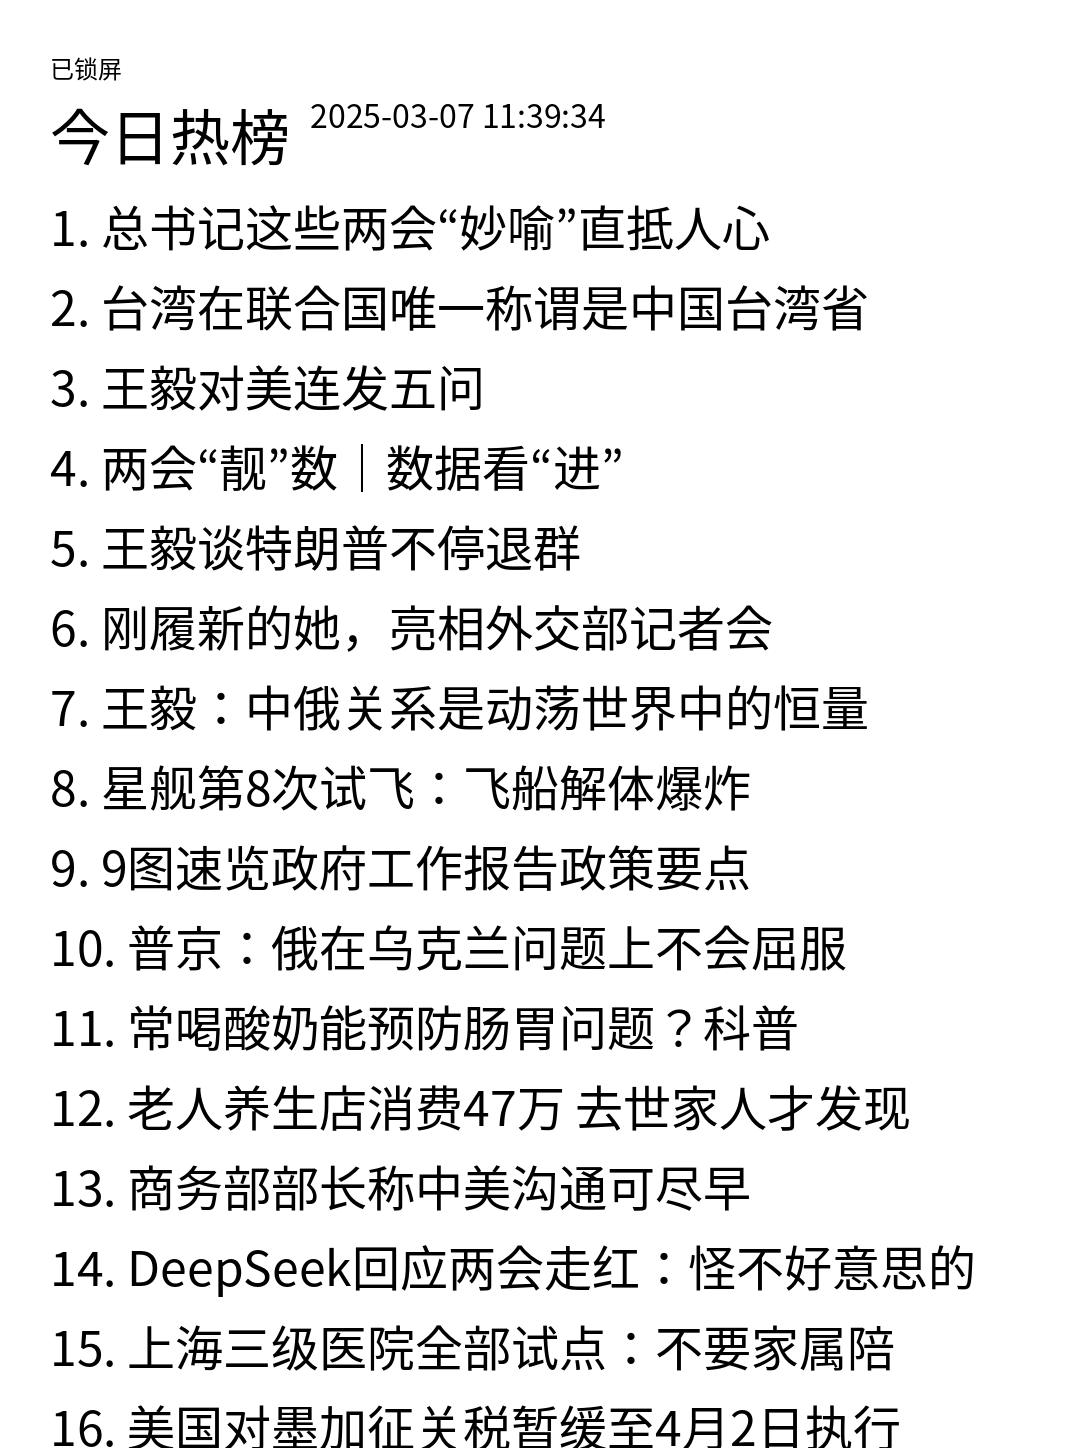 已锁屏
今日热榜 2025-03-07 11:39:34
1. 总书记这些两会“妙喻”直抵人心
2. 台湾在联合国唯一称谓是中国台湾省
3. 王毅对美连发五问
4. 两会“靓”数｜数据看“进”
5. 王毅谈特朗普不停退群
6. 刚履新的她，亮相外交部记者会
7. 王毅：中俄关系是动荡世界中的恒量
8. 星舰第8次试飞：飞船解体爆炸
9. 9图速览政府工作报告政策要点
10. 普京：俄在乌克兰问题上不会屈服
11. 常喝酸奶能预防肠胃问题？科普
12. 老人养生店消费47万 去世家人才发现
13. 商务部部长称中美沟通可尽早
14. DeepSeek回应两会走红：怪不好意思的
15. 上海三级医院全部试点：不要家属陪
16. 美国对墨加征关税暂缓至4月2日执行